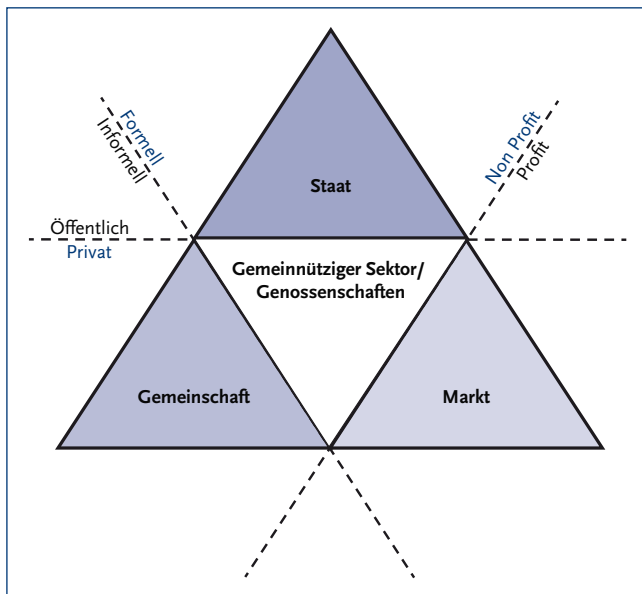 Formell
Informell
Non Profit
Profit
Staat
Öffentlich
Privat
Gemeinnütziger Sektor/
Genossenschaften
Gemeinschaft
Markt